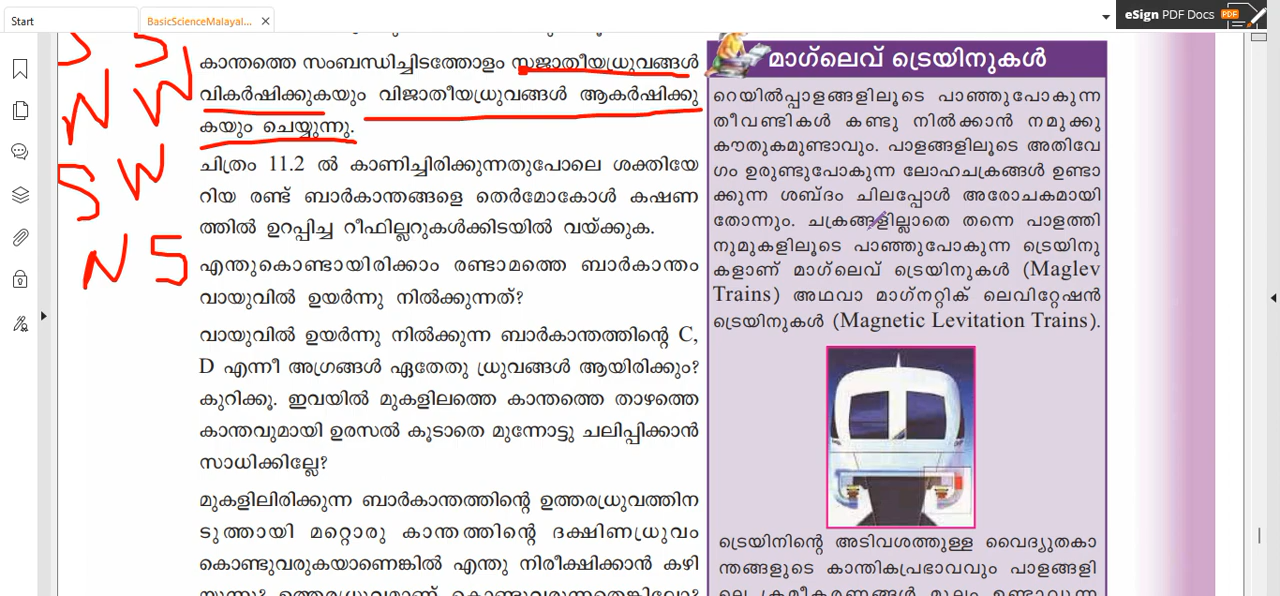 Start
BasicScienceMalayal...
eSign PDF Docs
PDF
S S
N N
S N
N S
കാന്തത്തെ സംബന്ധിച്ചിടത്തോളം സജാതീയധ്രുവങ്ങൾ
വികർഷിക്കുകയും വിജാതീയധ്രുവങ്ങൾ ആകർഷിക്കു
കയും ചെയ്യുന്നു.
ചിത്രം 11.2 ൽ കാണിച്ചിരിക്കുന്നതുപോലെ ശക്തിയേ
റിയ രണ്ട് ബാർകാന്തങ്ങളെ തെർമോകോൾ കഷണ
ത്തിൽ ഉറപ്പിച്ച റീഫില്ലറുകൾക്കിടയിൽ വയ്ക്കുക.
എന്തുകൊണ്ടായിരിക്കാം രണ്ടാമത്തെ ബാർകാന്തം
വായുവിൽ ഉയർന്നു നിൽക്കുന്നത്?
വായുവിൽ ഉയർന്നു നിൽക്കുന്ന ബാർകാന്തത്തിന്റെ C,
D എന്നീ അഗ്രങ്ങൾ ഏതേതു ധ്രുവങ്ങൾ ആയിരിക്കും?
കുറിക്കൂ. ഇവയിൽ മുകളിലത്തെ കാന്തത്തെ താഴത്തെ
കാന്തവുമായി ഉരസൽ കൂടാതെ മുന്നോട്ടു ചലിപ്പിക്കാൻ
സാധിക്കില്ലേ?
മുകളിലിരിക്കുന്ന ബാർകാന്തത്തിന്റെ ഉത്തരധ്രുവത്തിന
ടുത്തായി മറ്റൊരു കാന്തത്തിന്റെ ദക്ഷിണധ്രുവം
കൊണ്ടുവരുകയാണെങ്കിൽ എന്തു നിരീക്ഷിക്കാൻ കഴി
മാഗ്‌ലെവ് ട്രെയിനുകൾ
റെയിൽപ്പാളങ്ങളിലൂടെ പാഞ്ഞുപോകുന്ന
തീവണ്ടികൾ കണ്ടു നിൽക്കാൻ നമുക്കു
കൗതുകമുണ്ടാവും. പാളങ്ങളിലൂടെ അതിവേ
ഗം ഉരുണ്ടുപോകുന്ന ലോഹചക്രങ്ങൾ ഉണ്ടാ
ക്കുന്ന ശബ്ദം ചിലപ്പോൾ അരോചകമായി
തോന്നും. ചക്രങ്ങളില്ലാതെ തന്നെ പാളത്തി
നുമുകളിലൂടെ പാഞ്ഞുപോകുന്ന ട്രെയിനു
കളാണ് മാഗ്‌ലെവ് ട്രെയിനുകൾ (Maglev
Trains) അഥവാ മാഗ്നറ്റിക് ലെവിറ്റേഷൻ
ട്രെയിനുകൾ (Magnetic Levitation Trains).
ട്രെയിനിന്റെ അടിവശത്തുള്ള വൈദ്യുതകാ
ന്തങ്ങളുടെ കാന്തികപ്രഭാവവും പാളങ്ങളി